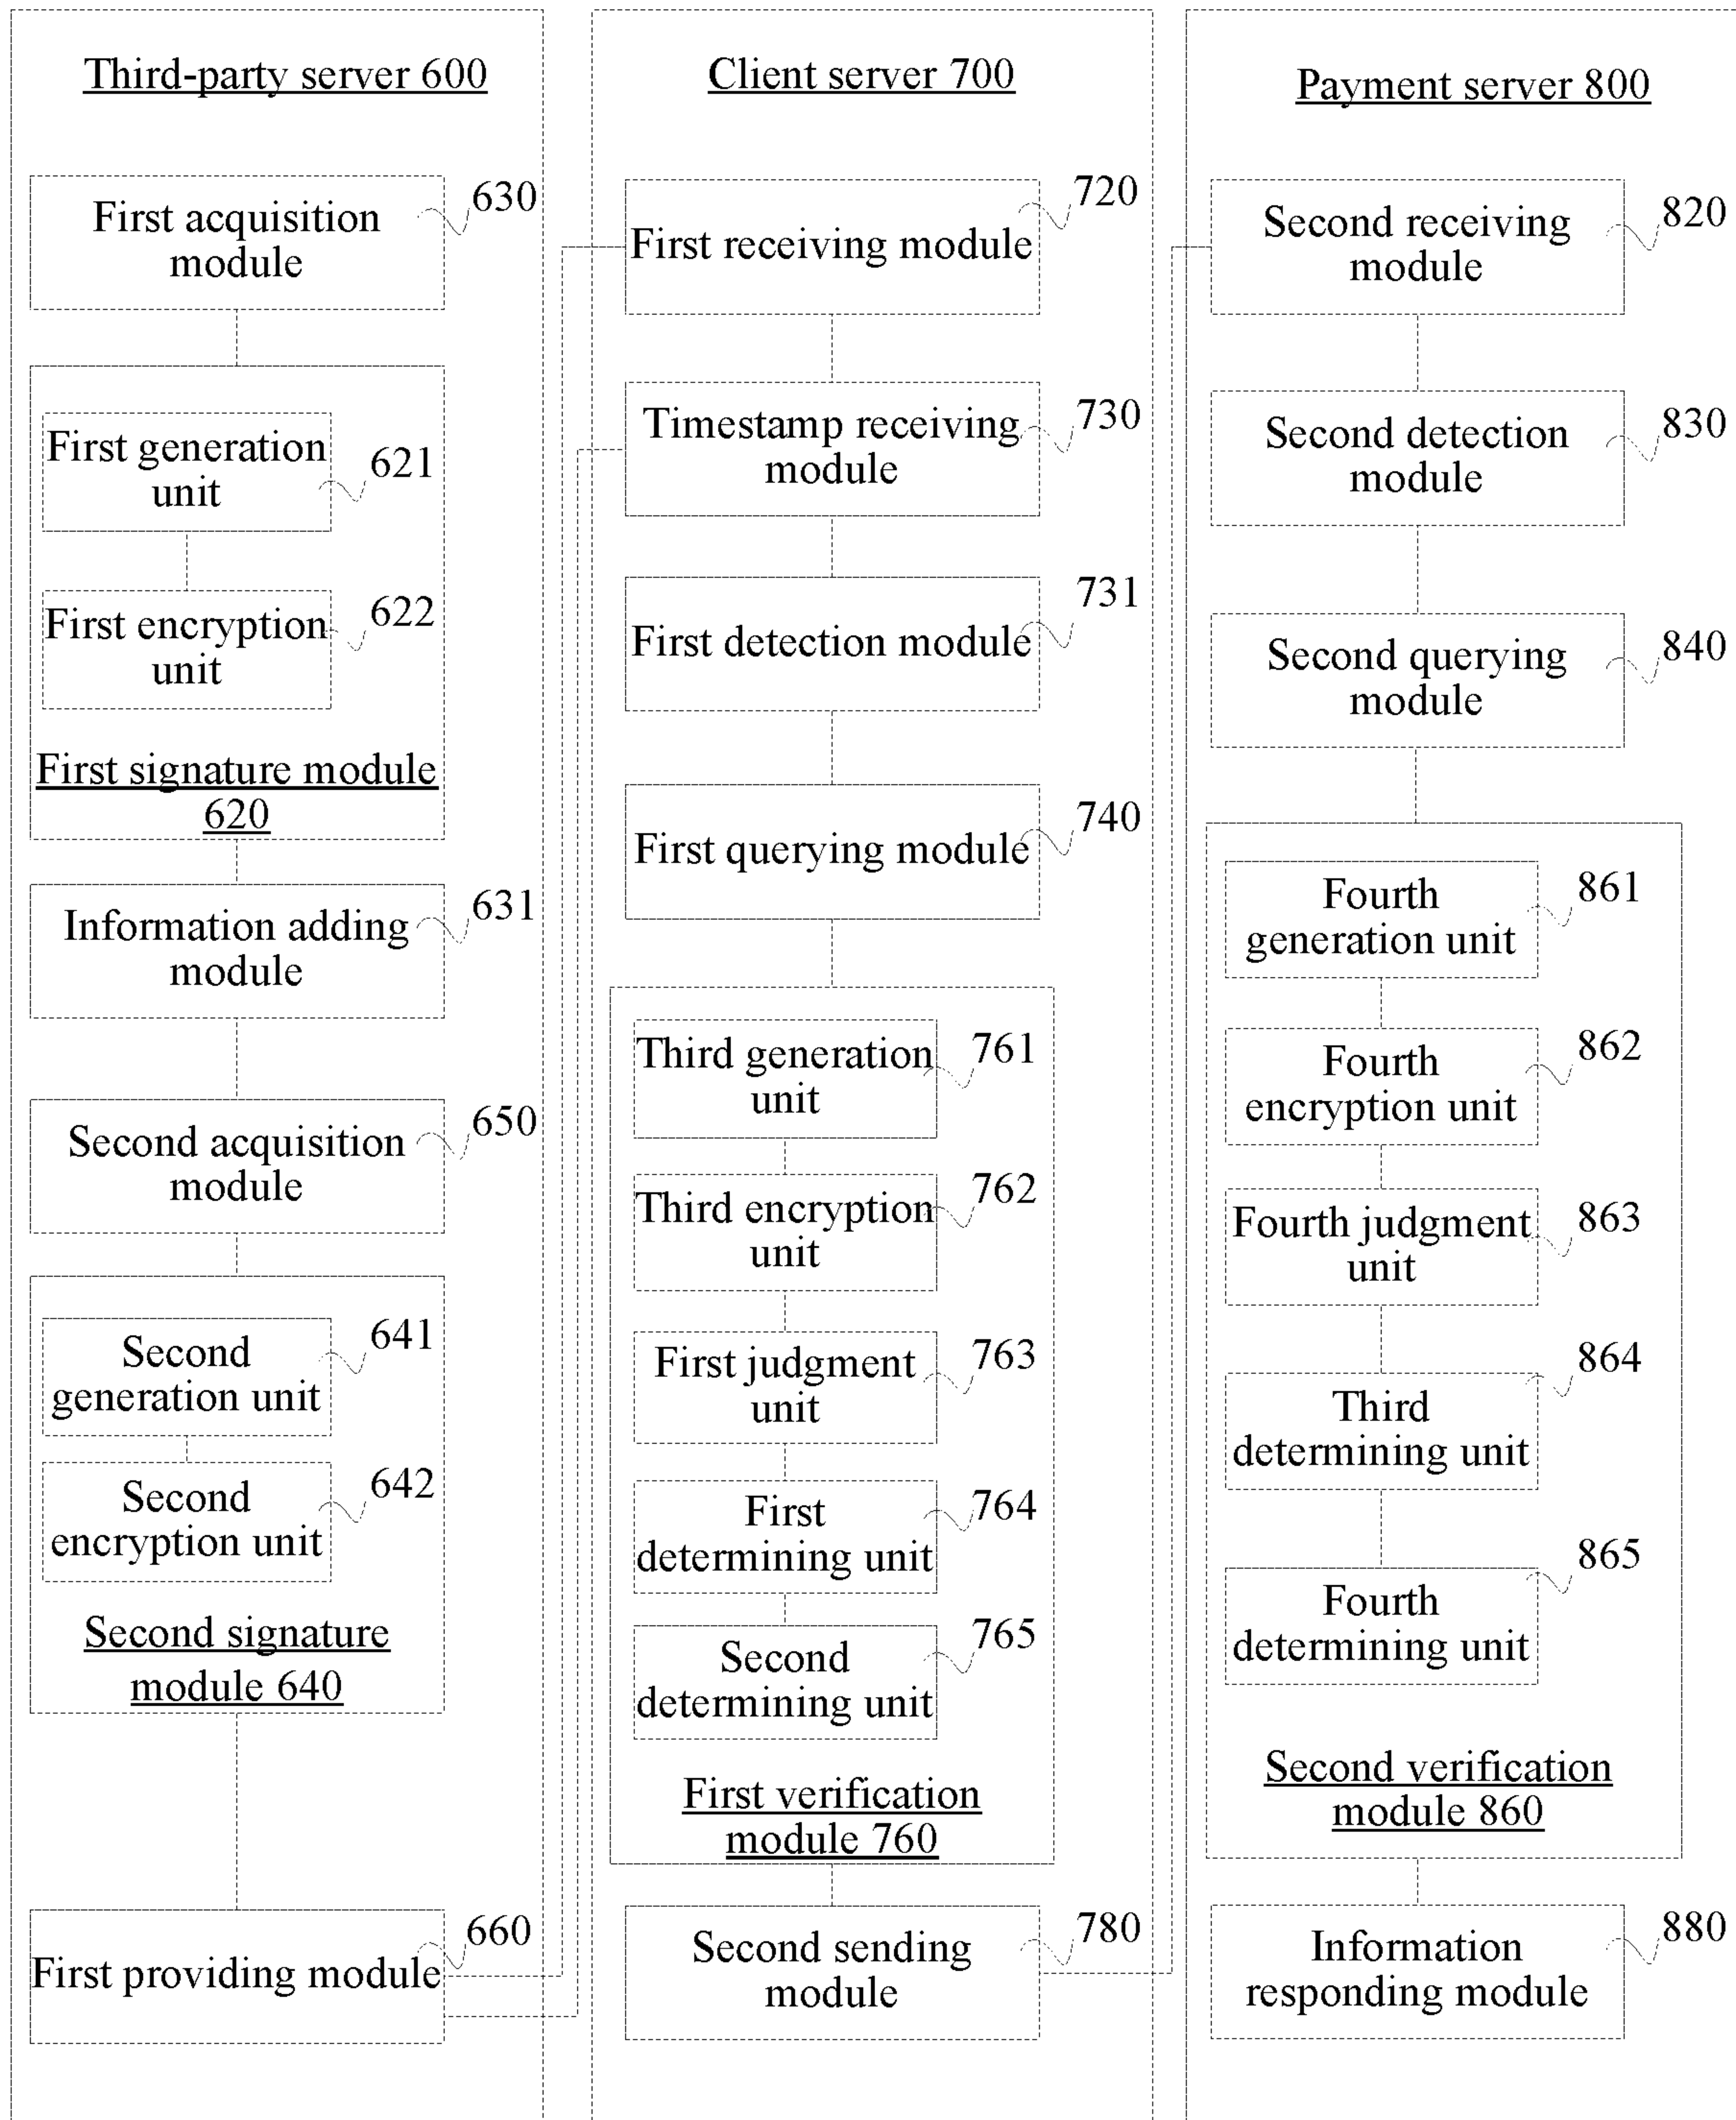 Third-party server 600
First acquisition
module
630
First generation
unit
621
First encryption
unit
622
First signature module
620
Information adding
module
631
Second acquisition
module
650
Second
generation unit
641
Second
encryption unit
642
Second signature
module 640
First providing module
660
Client server 700
First receiving module
720
Timestamp receiving
module
730
First detection module
731
First querying module
740
Third generation
unit
761
Third encryption
unit
762
First judgment
unit
763
First
determining unit
764
Second
determining unit
765
First verification
module 760
Second sending
module
780
Payment server 800
Second receiving
module
820
Second detection
module
830
Second querying
module
840
Fourth
generation unit
861
Fourth
encryption unit
862
Fourth judgment
unit
863
Third
determining unit
864
Fourth
determining unit
865
Second verification
module 860
Information
responding module
880